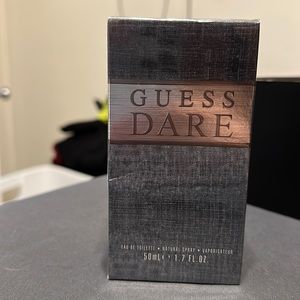 GUESS
DARE
EAU DE TOILETTE • NATURAL SPRAY • VAPORISATEUR
50mL℮ 1.7 FL.OZ.